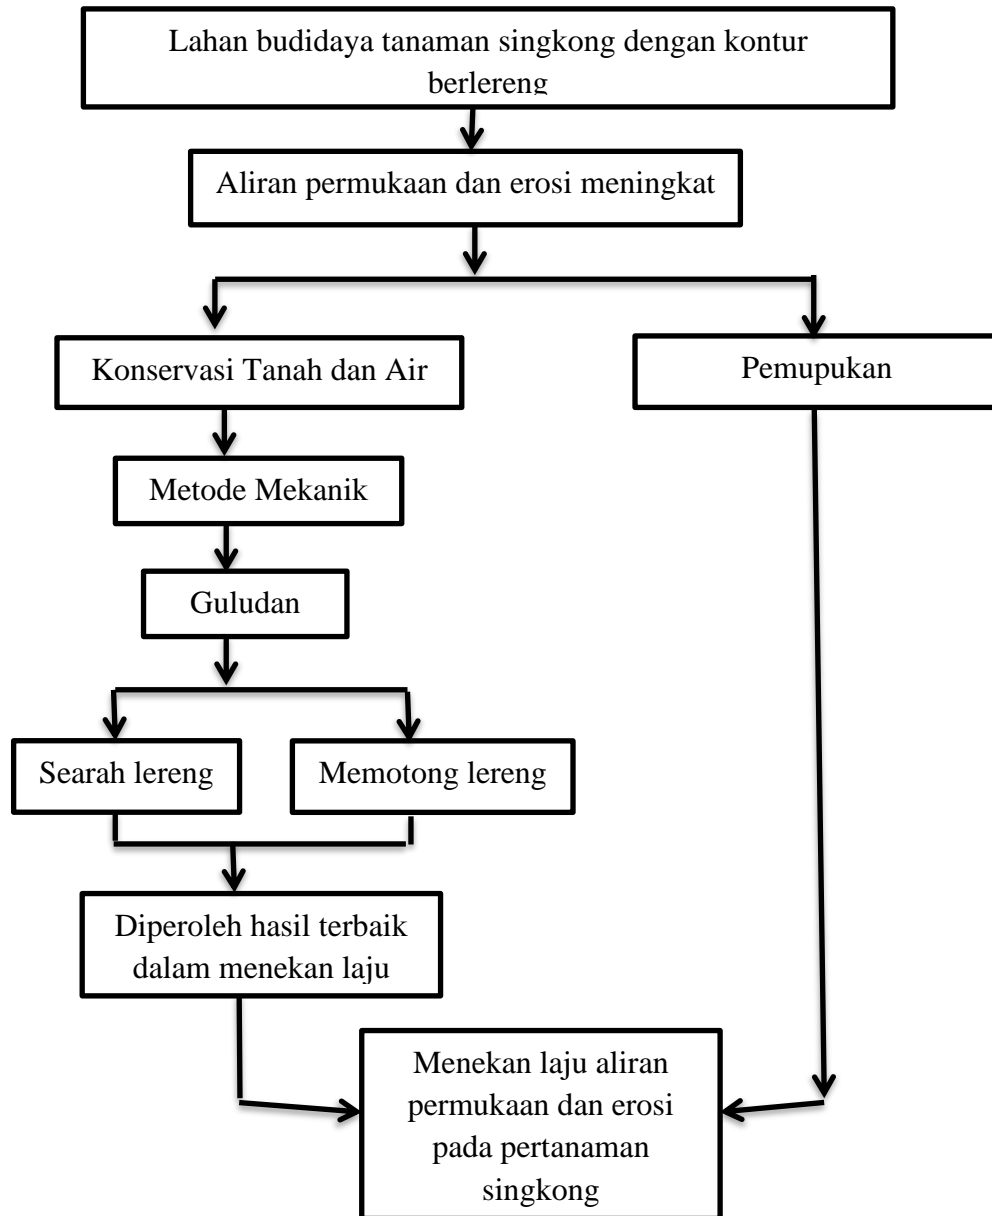 Lahan budidaya tanaman singkong dengan kontur
berlereng
Aliran permukaan dan erosi meningkat
Konservasi Tanah dan Air
Pemupukan
Metode Mekanik
Guludan
Searah lereng
Memotong lereng
Diperoleh hasil terbaik
dalam menekan laju
Menekan laju aliran
permukaan dan erosi
pada pertanaman
singkong